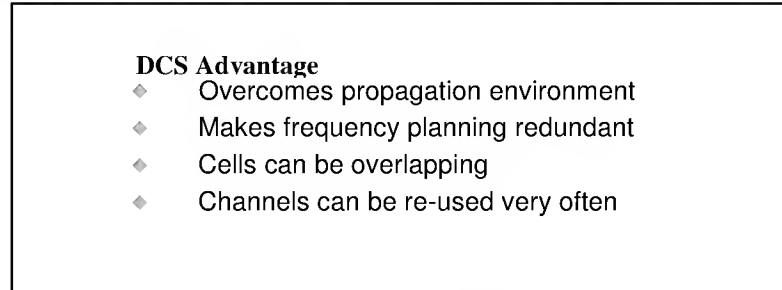 DCS Advantage
Overcomes propagation environment
Makes frequency planning redundant
Cells can be overlapping
Channels can be re-used very often